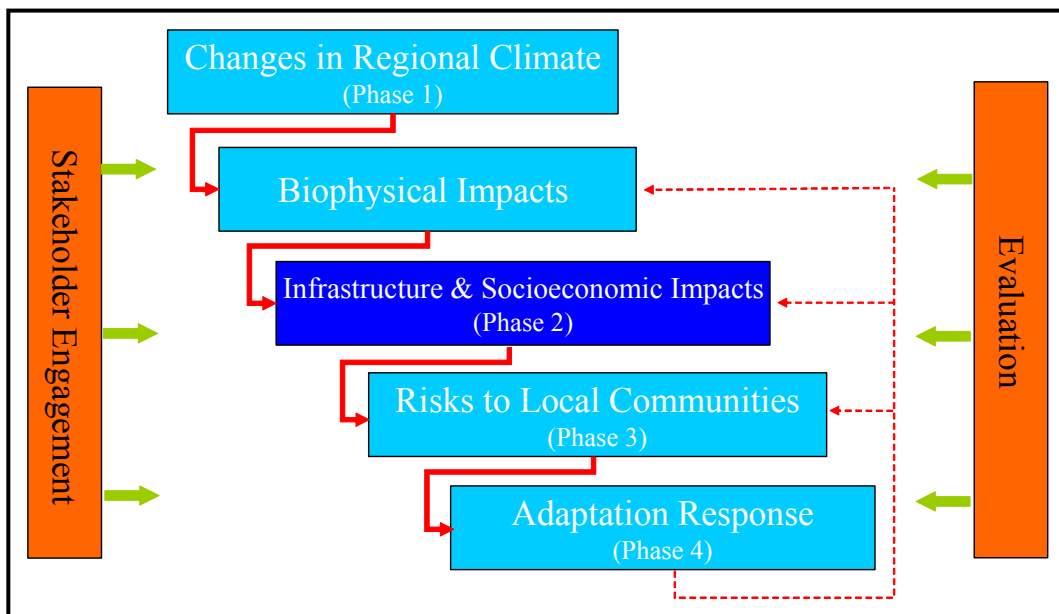 Changes in Regional Climate
(Phase 1)
Stakeholder Engagement
Biophysical Impacts
Evaluation
Infrastructure & Socioeconomic Impacts
(Phase 2)
Risks to Local Communities
(Phase 3)
Adaptation Response
(Phase 4)